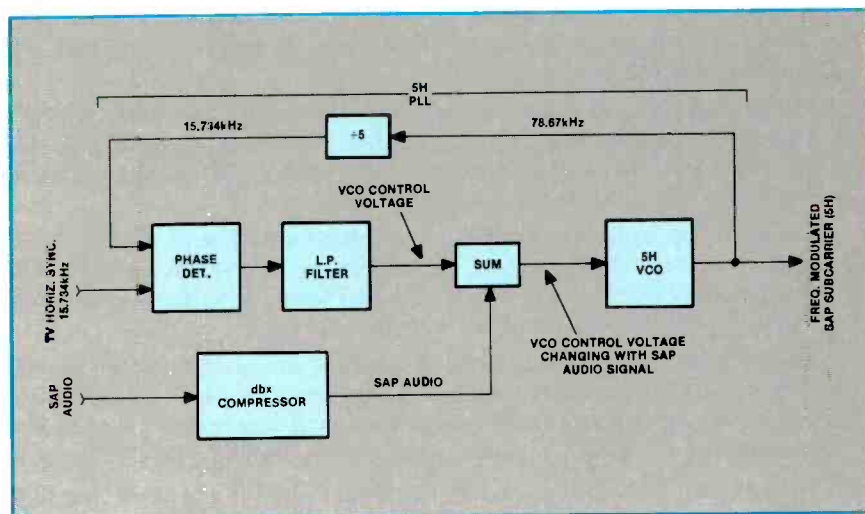 5H
PLL
15.734kHz
÷5
78.67kHz
VCO CONTROL
VOLTAGE
PHASE
DET.
L.P.
FILTER
SUM
5H
VCO
TV HORIZ. SYNC.
15.734kHz
FREQ. MODULATED
SAP SUBCARRIER (5H)
VCO CONTROL VOLTAGE
CHANGING WITH SAP
AUDIO SIGNAL
SAP
AUDIO
dbx
COMPRESSOR
SAP AUDIO